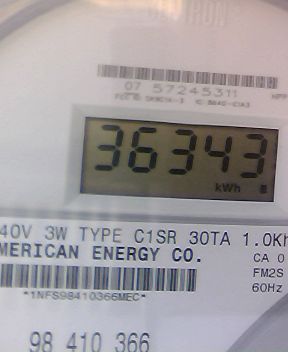 07 57245311
36343
kWh
40V 3W TYPE C1SR 30TA 1.0Kh
MERICAN ENERGY CO.
CA 0
FM2S
60Hz
*1NFS98410366MEC*
98 410 366